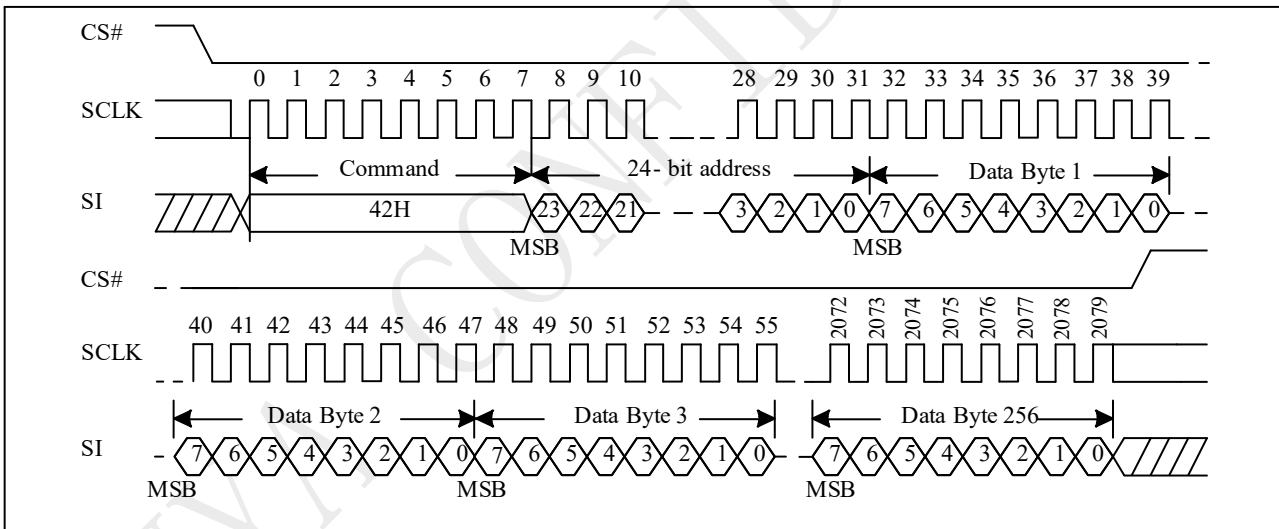 CS#
0 1 2 3 4 5 6 7 8 9 10 28 29 30 31 32 33 34 35 36 37 38 39
SCLK
Command 24- bit address Data Byte 1
SI 42H 23 22 21 3 2 1 0 7 6 5 4 3 2 1 0
MSB MSB
CS#
40 41 42 43 44 45 46 47 48 49 50 51 52 53 54 55 2072 2073 2074 2075 2076 2077 2078 2079
SCLK
Data Byte 2 Data Byte 3 Data Byte 256
SI 7 6 5 4 3 2 1 0 7 6 5 4 3 2 1 0 7 6 5 4 3 2 1 0
MSB MSB MSB